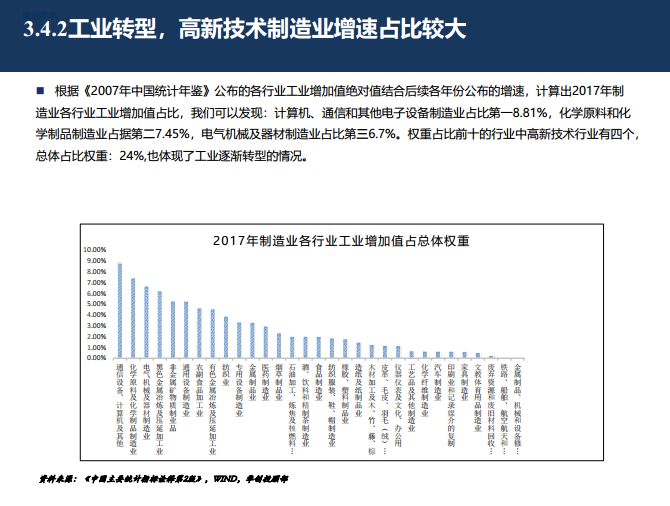 3.4.2工业转型，高新技术制造业增速占比较大
■ 根据《2007年中国统计年鉴》公布的各行业工业增加值绝对值结合后续各年份公布的增速，计算出2017年制
造业各行业工业增加值占比，我们可以发现：计算机、通信和其他电子设备制造业占比第一8.81%，化学原料和化
学制品制造业占据第二7.45%，电气机械及器材制造业占比第三6.7%。权重占比前十的行业中高新技术行业有四个，
总体占比权重：24%,也体现了工业逐渐转型的情况。
2017年制造业各行业工业增加值占总体权重
10.00%
9.00%
8.00%
7.00%
6.00%
5.00%
4.00%
3.00%
2.00%
1.00%
0.00%
通信设备、计算机及其他
化学原料及化学制品制造业
电气机械及器材制造业
黑色金属冶炼及压延加工业
非金属矿物质制业品
通用设备制造业
农副食品加工业
有色金属冶炼及压延加工业
纺织业
专用设备制造业
金属制品业
医药制造业
烟草制品业
石油加工、炼焦及核燃料…
酒、饮料和精制茶制造业
食品制造业
纺织服装、鞋、帽制造业
橡胶、塑料制品业
造纸及纸制品业
木材加工及木、竹、藤、棕
皮革、毛皮、羽毛（绒）…
仪器仪表及文化、办公用
工艺品及其他制造业
化学纤维制造业
汽车制造业
印刷业和记录媒介的复制
家具制造业
文教体育用品制造业
废弃资源和废旧材料回收…
铁路、船舶、航空航天和…
金属制品、机械和设备修…
资料来源：《中国主要统计指标诠释第2版》，WIND，华创投顾部